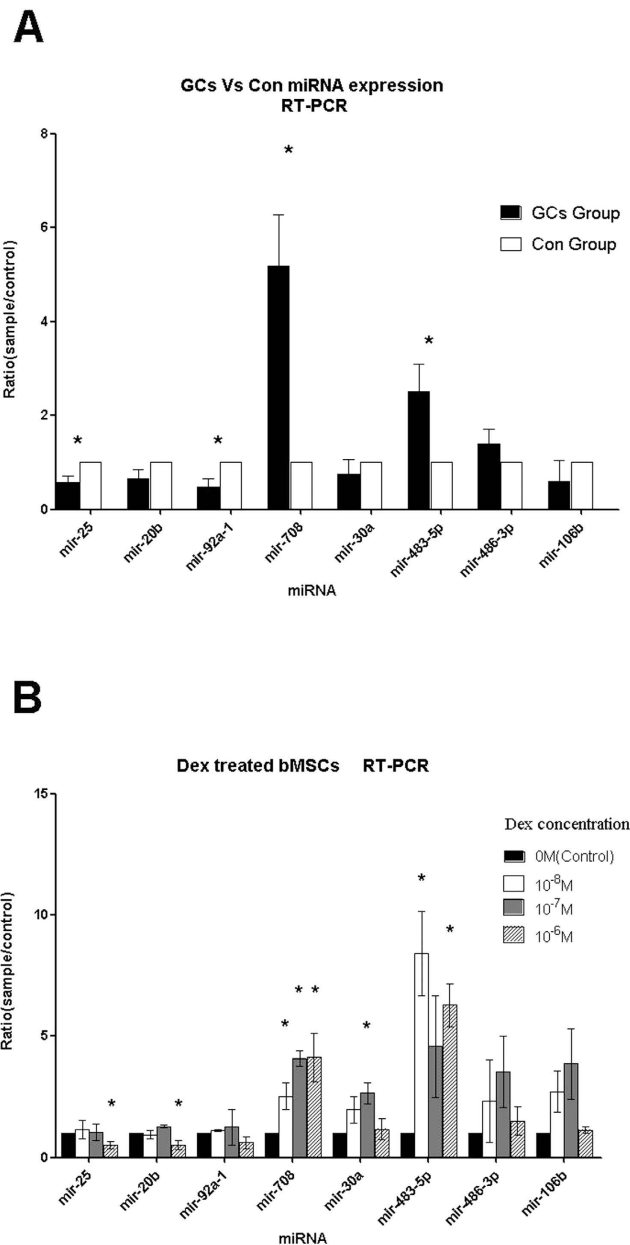 A
GCs Vs Con miRNA expression
RT-PCR
8
6
4
2
0
Ratio(sample/control)
GCs Group
Con Group
*
*
*
*
mir-25
mir-20b
mir-92a-1
mir-708
mir-30a
mir-483-5p
mir-486-3p
mir-106b
miRNA
B
Dex treated bMSCs RT-PCR
15
10
5
0
Ratio(sample/control)
Dex concentration
0M(Control)
10⁻⁸M
10⁻⁷M
10⁻⁶M
*
*
*
*
*
*
*
*
mir-25
mir-20b
mir-92a-1
mir-708
mir-30a
mir-483-5p
mir-486-3p
mir-106b
miRNA